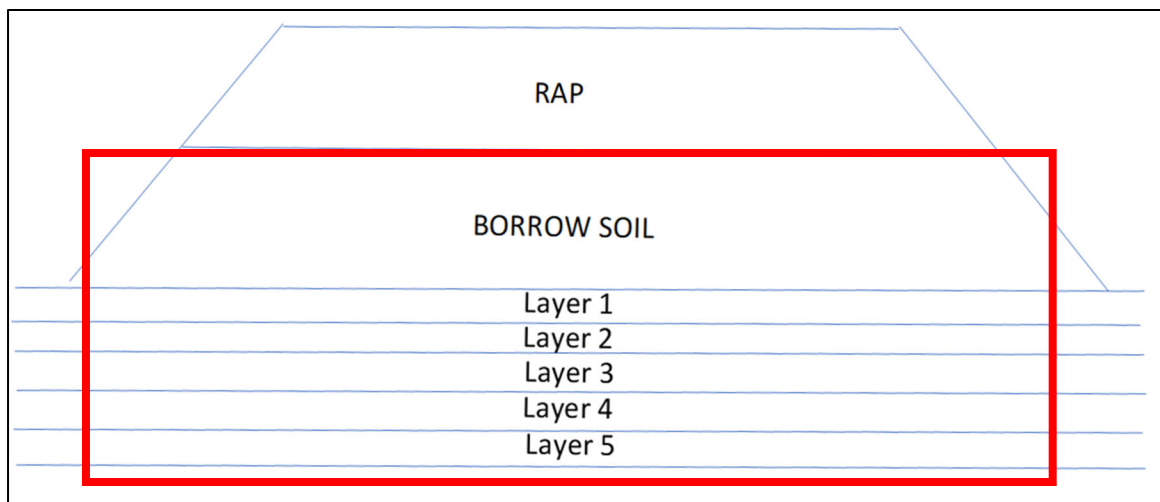 RAP
BORROW SOIL
Layer 1
Layer 2
Layer 3
Layer 4
Layer 5